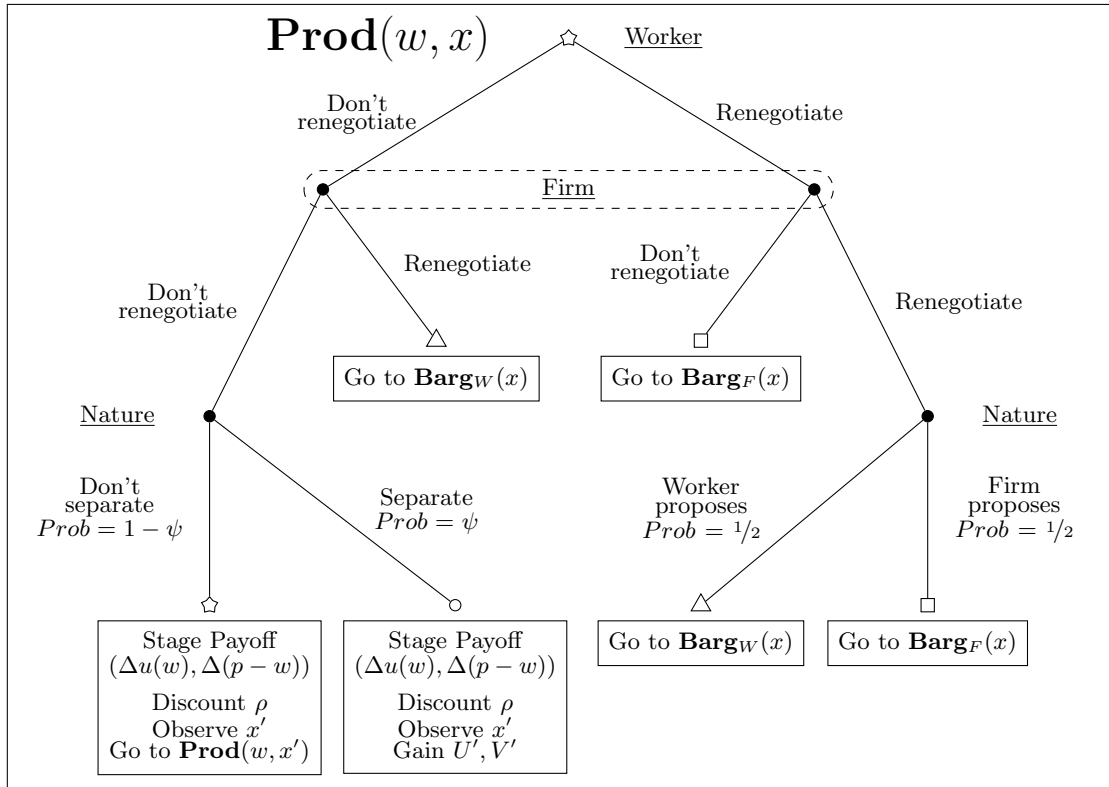 Prod(w, x)
Worker
Don't
renegotiate
Renegotiate
Firm
Don't
renegotiate
Renegotiate
Don't
renegotiate
Renegotiate
Go to Barg_W(x)
Go to Barg_F(x)
Nature
Nature
Don't
separate
Prob = 1 − ψ
Separate
Prob = ψ
Worker
proposes
Prob = 1/2
Firm
proposes
Prob = 1/2
Stage Payoff
(Δu(w), Δ(p − w))
Discount ρ
Observe x′
Go to Prod(w, x′)
Stage Payoff
(Δu(w), Δ(p − w))
Discount ρ
Observe x′
Gain U′, V′
Go to Barg_W(x)
Go to Barg_F(x)